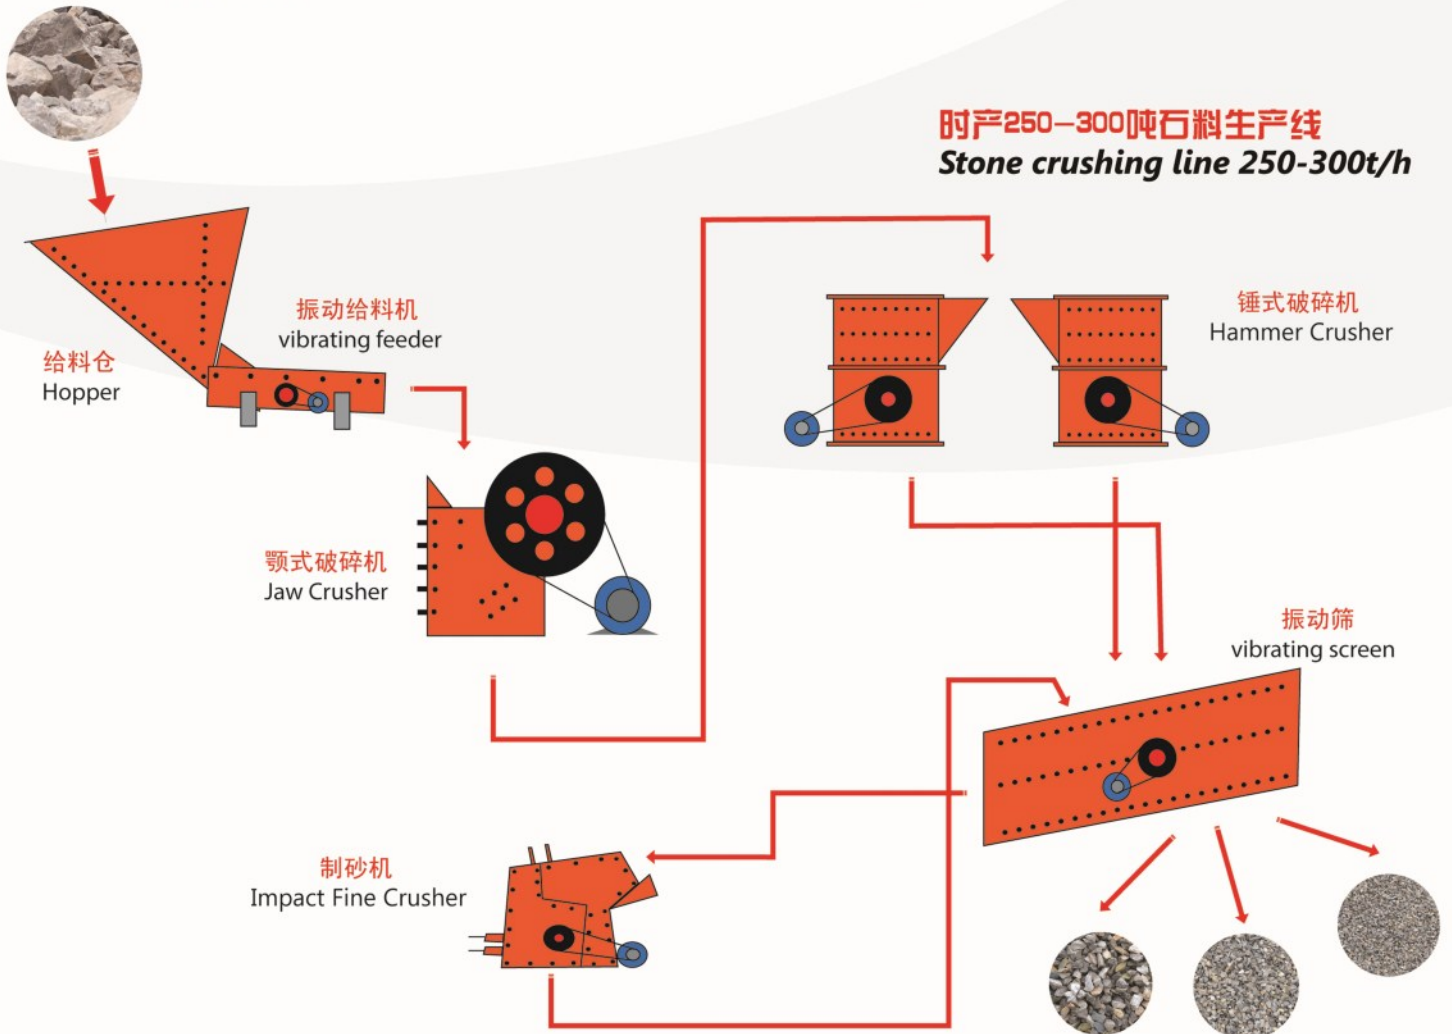 时产250-300吨石料生产线
Stone crushing line 250-300t/h
振动给料机
vibrating feeder
给料仓
Hopper
锤式破碎机
Hammer Crusher
颚式破碎机
Jaw Crusher
振动筛
vibrating screen
制砂机
Impact Fine Crusher